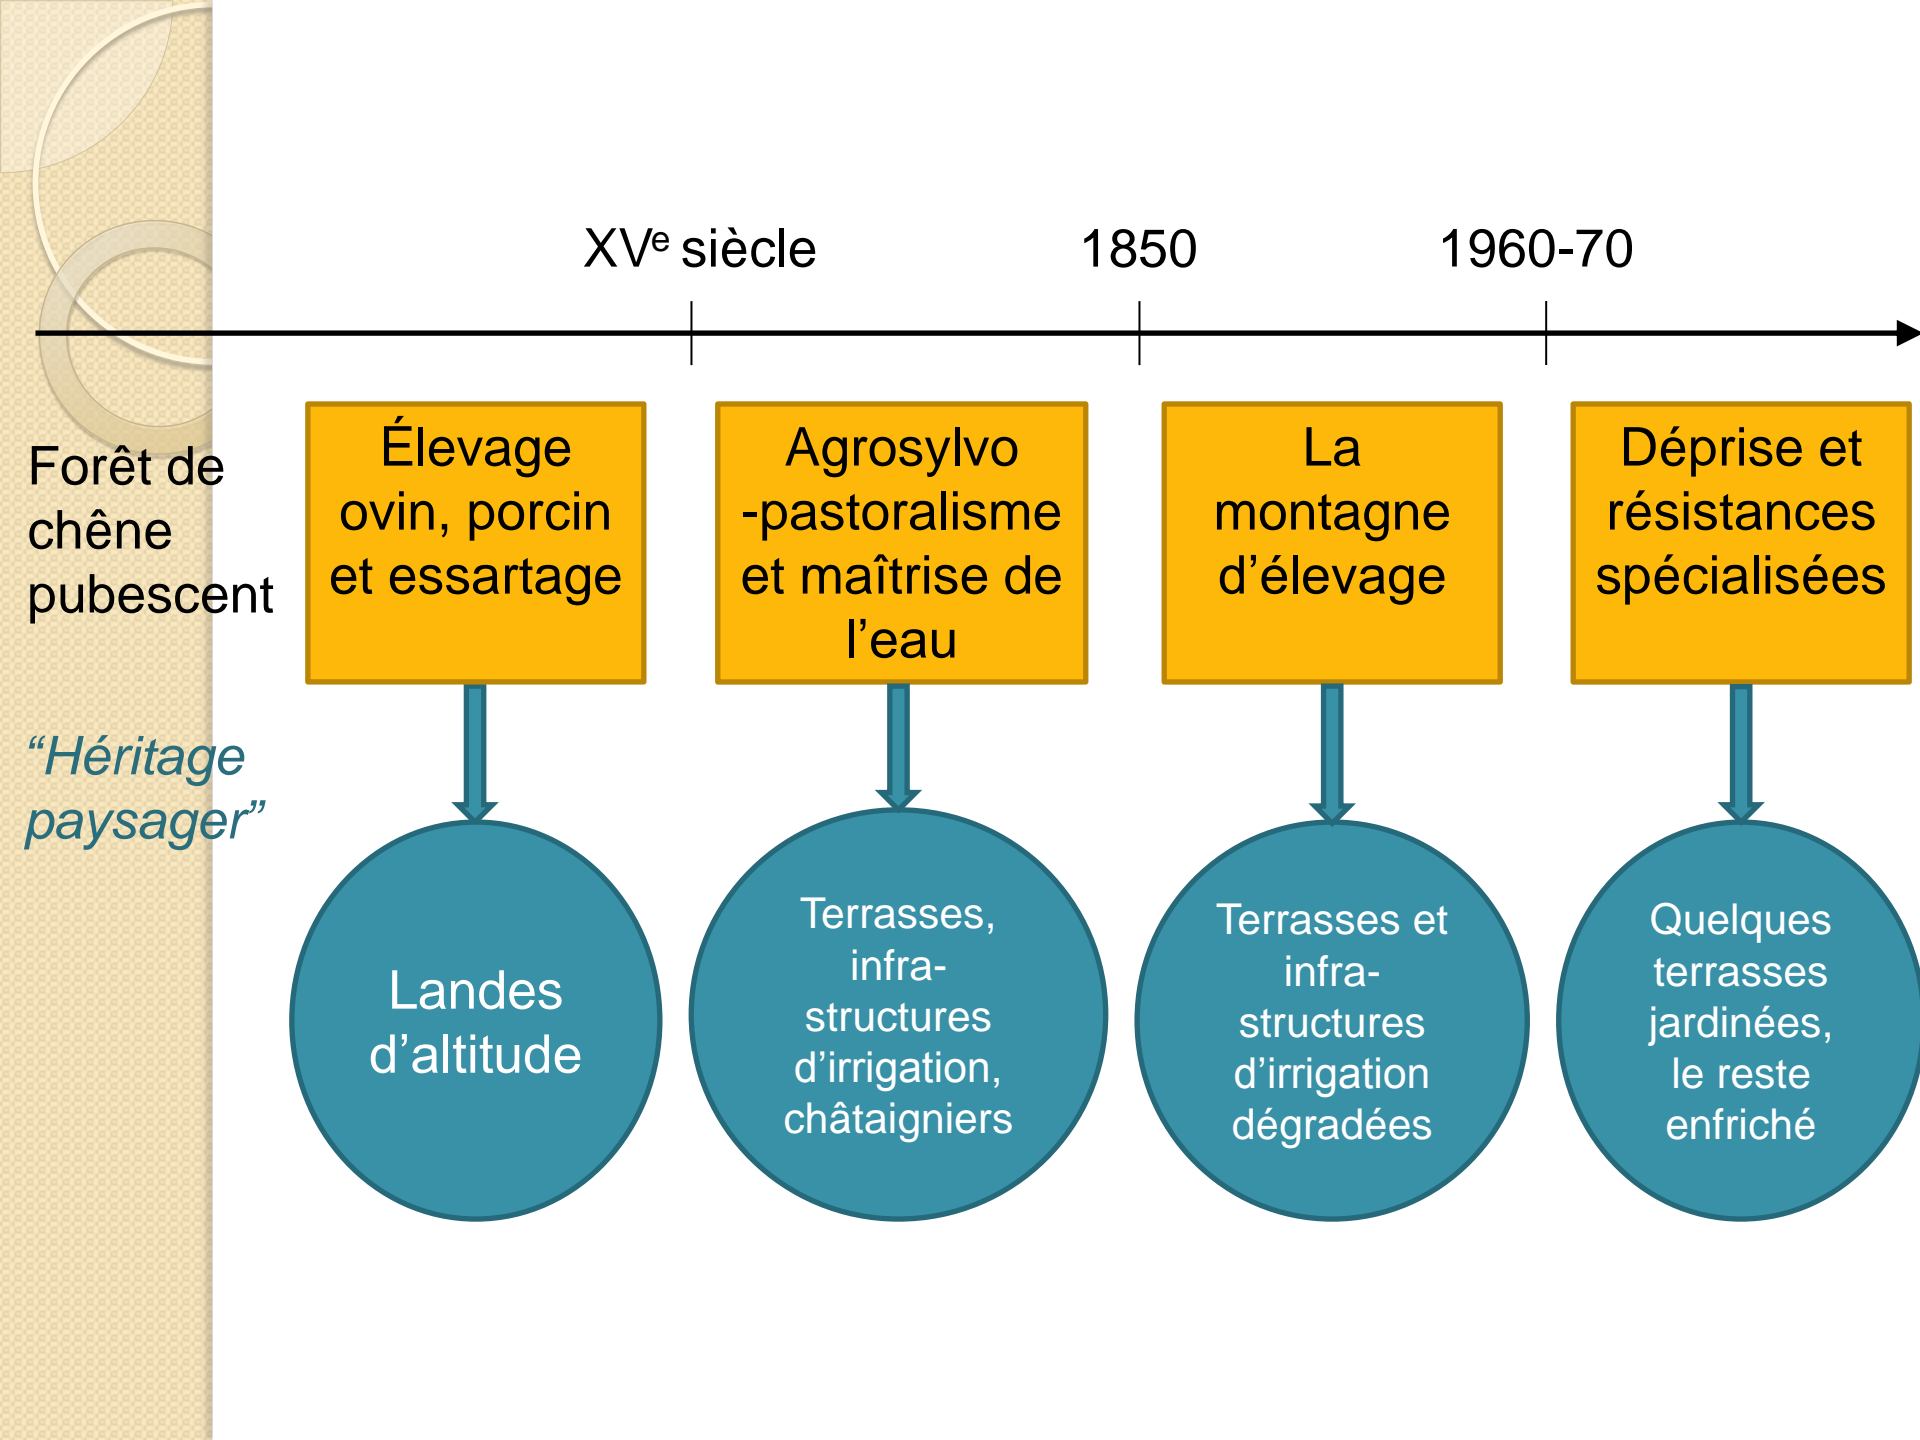 XVe siècle
1850
1960-70
Forêt de
chêne
pubescent
Élevage
ovin, porcin
et essartage
Agrosylvo
-pastoralisme
et maîtrise de
l’eau
La
montagne
d’élevage
Déprise et
résistances
spécialisées
“Héritage
paysager”
Landes
d’altitude
Terrasses,
infra-
structures
d’irrigation,
châtaigniers
Terrasses et
infra-
structures
d’irrigation
dégradées
Quelques
terrasses
jardinées,
le reste
enfriché